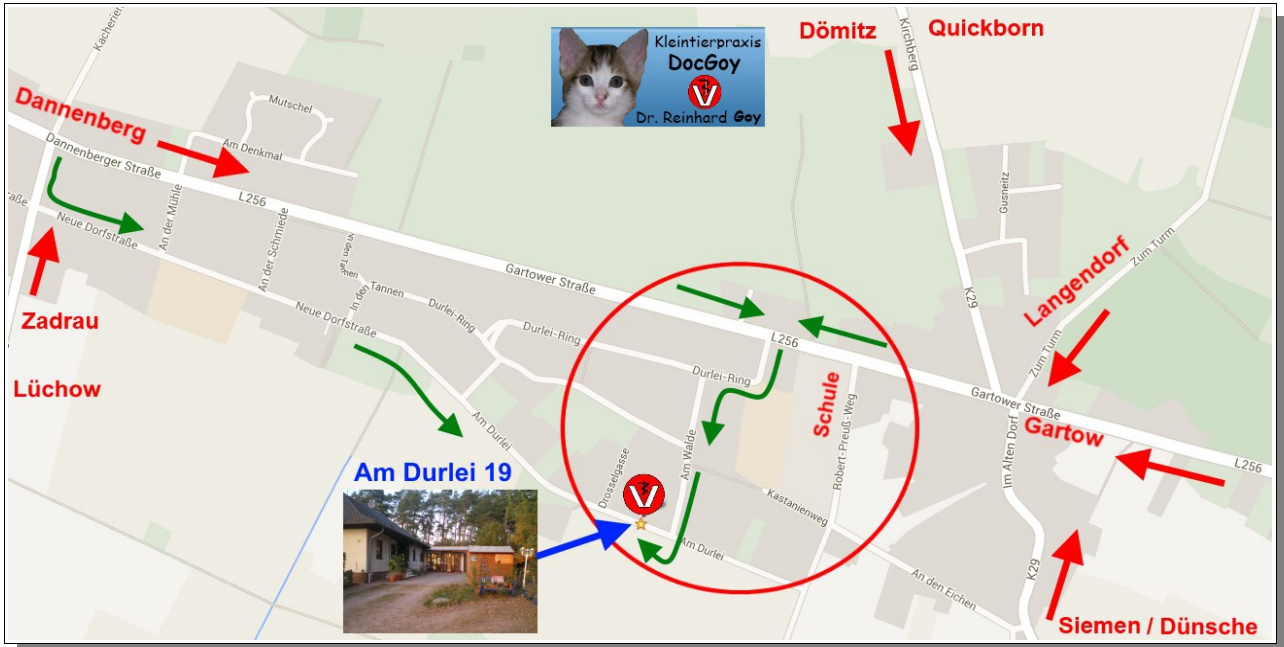 Kleintierpraxis
DocGoy
V
Dr. Reinhard Goy
Dömitz
Quickborn
Kirchberg
Dannenberg
Mutschel
Am Denkmal
Dannenberger Straße
L256
An der Mühle
An der Schmiede
Neue Dorfstraße
Zadrau
Lüchow
In den Tannen
In den Tannen
Neue Dorfstraße
Durlei-Ring
Durlei-Ring
Durlei-Ring
Gartower Straße
L256
K29
Gusneitz
Zum Turm
Langendorf
Zum Turm
Gartower Straße
Gartow
L256
Schule
Robert-Preuß-Weg
Im Alten Dorf
Am Durlei
Am Walde
Drosselgasse
Kastanienweg
Am Durlei 19
V
Am Durlei
An den Eichen
K29
Siemen / Dünsche